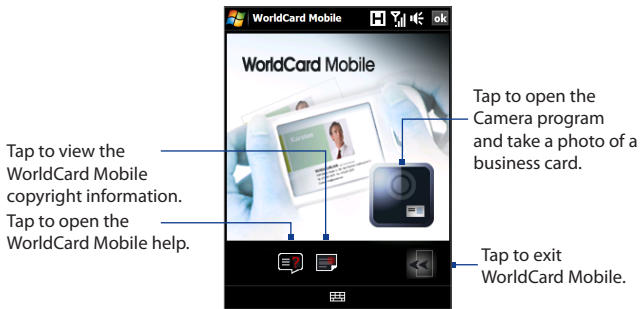 WorldCard Mobile
H
ok
WorldCard Mobile
Tap to open the
Camera program
and take a photo of a
business card.
Tap to view the
WorldCard Mobile
copyright information.
Tap to open the
WorldCard Mobile help.
Tap to exit
WorldCard Mobile.